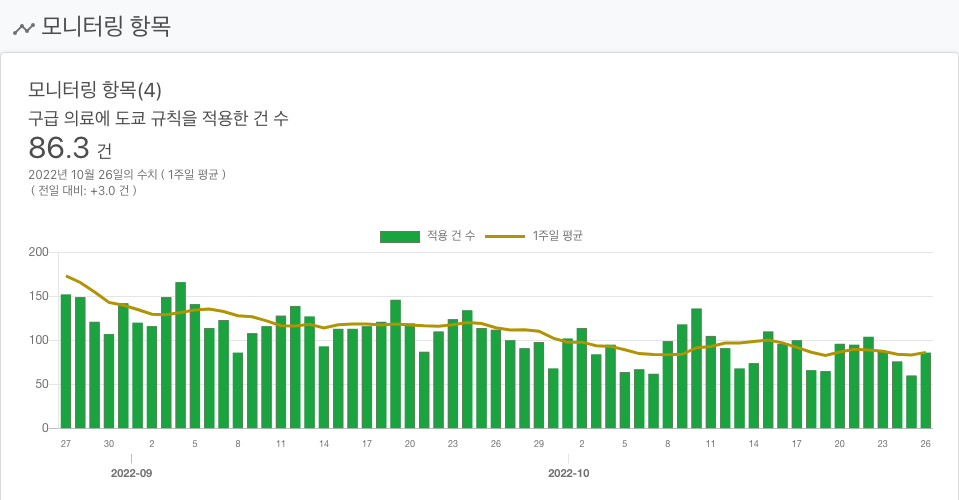 모니터링 항목
모니터링 항목(4)
구급 의료에 도쿄 규칙을 적용한 건 수
86.3 건
2022년 10월 26일의 수치 ( 1주일 평균 )
( 전일 대비: +3.0 건 )
적용 건 수 1주일 평균
200
150
100
50
0
27 30 2 5 8 11 14 17 20 23 26 29 2 5 8 11 14 17 20 23 26
2022-09 2022-10